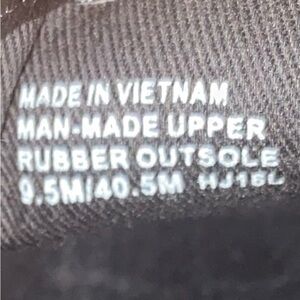 MADE IN VIETNAM
MAN-MADE UPPER
RUBBER OUTSOLE
9.5M/40.5M HJ16L